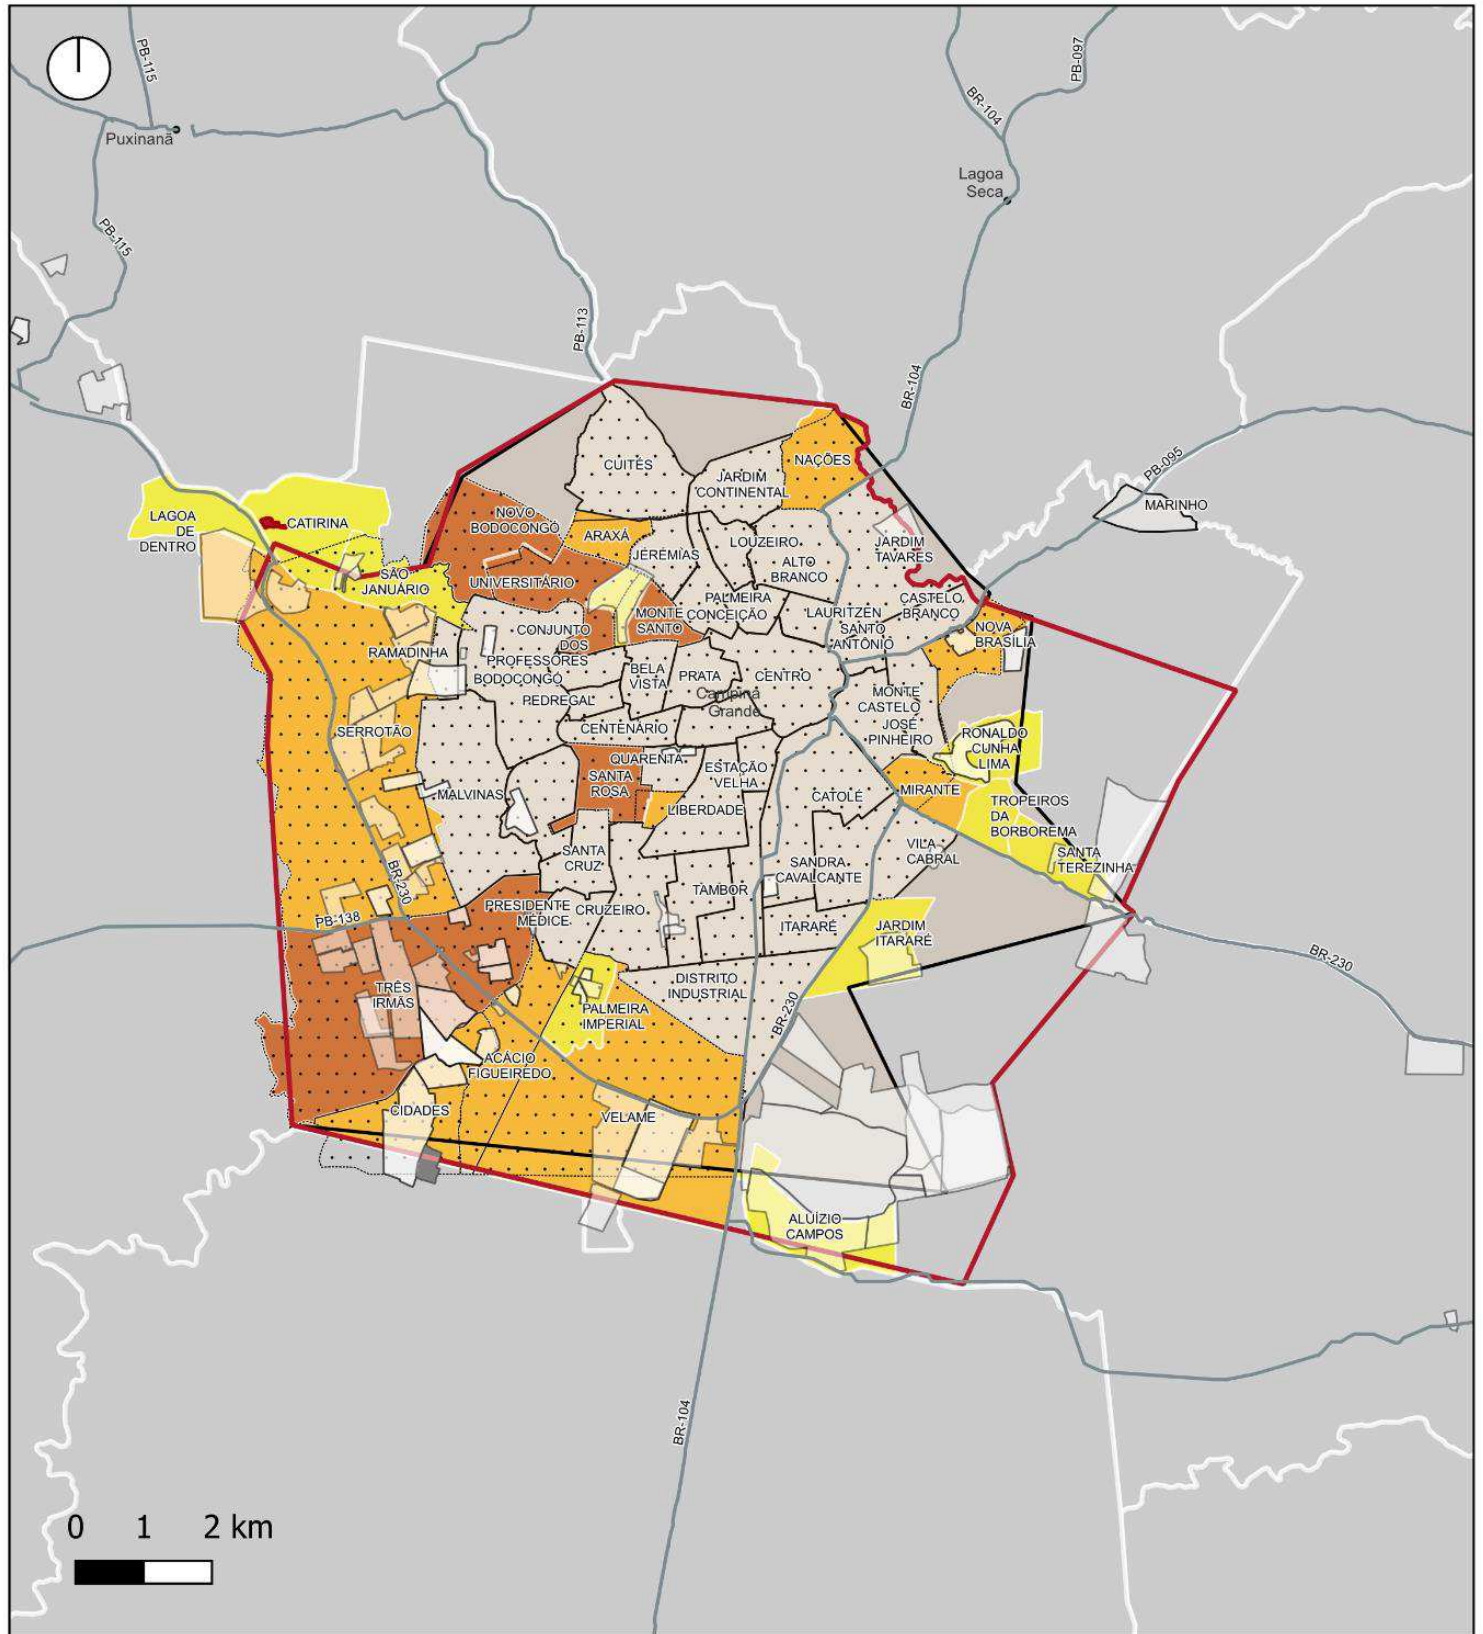 PB-115
PB-097
BR-104
Puxinanã
Lagoa
Seca
PB-115
PB-113
BR-104
PB-095
MARINHO
CUITÉS
NAÇÕES
JARDIM
CONTINENTAL
LAGOA
DE
DENTRO
CATIRINA
NOVO
BODOCONGÓ
ARAXÁ
JEREMIAS
LOUZEIRO
ALTO
BRANCO
JARDIM
TAVARES
SÃO
JANUÁRIO
UNIVERSITÁRIO
MONTE
SANTO
PALMEIRA
CONCEIÇÃO
LAURITZEN
SANTO
ANTÔNIO
CASTELO
BRANCO
NOVA
BRASÍLIA
RAMADINHA
CONJUNTO
DOS
PROFESSORES
BODOCONGÓ
BELA
VISTA
PRATA
CENTRO
Campina
Grande
PEDREGAL
MONTE
CASTELO
JOSÉ
PINHEIRO
SERROTÃO
CENTENÁRIO
RONALDO
CUNHA
LIMA
QUARENTA
SANTA
ROSA
ESTAÇÃO
VELHA
MALVINAS
LIBERDADE
CATOLÉ
MIRANTE
TROPEIROS
DA
BORBOREMA
SANTA
CRUZ
SANDRA
CAVALCANTE
VILA
CABRAL
SANTA
TEREZINHA
BR-230
TAMBOR
PB-138
PRESIDENTE
MÉDICE
CRUZEIRO
ITARARÉ
JARDIM
ITARARÉ
BR-230
TRÊS
IRMÃS
DISTRITO
INDUSTRIAL
PALMEIRA
IMPERIAL
BR-230
ACÁCIO
FIGUEIREDO
CIDADES
VELAME
ALUÍZIO
CAMPOS
BR-104
0 1 2 km